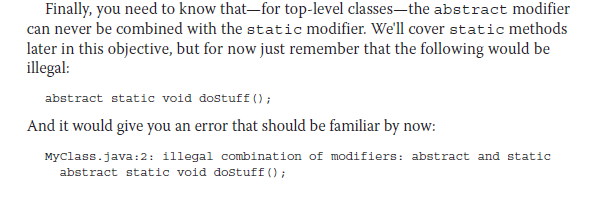 Finally, you need to know that—for top-level classes—the abstract modifier
can never be combined with the static modifier. We'll cover static methods
later in this objective, but for now just remember that the following would be
illegal:
abstract static void doStuff();
And it would give you an error that should be familiar by now:
MyClass.java:2: illegal combination of modifiers: abstract and static
abstract static void doStuff();